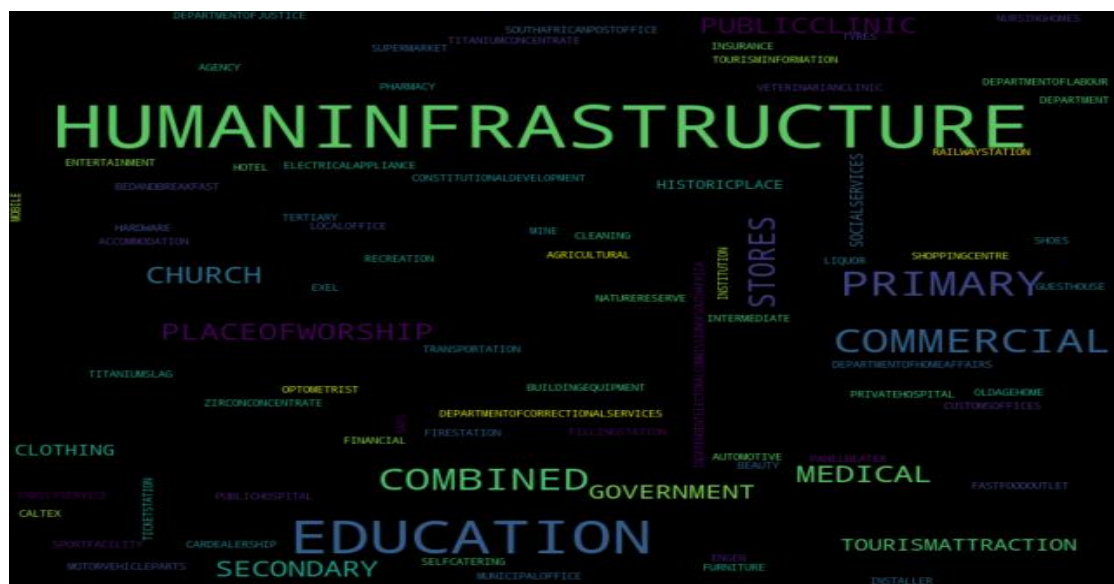 DEPARTMENTOFJUSTICE
PUBLICCLINIC
NURSINGHOMES
SOUTHAFRICANPOSTOFFICE
TYRES
TITANIUMCONCENTRATE
SUPERMARKET
INSURANCE
TOURISMINFORMATION
AGENCY
DEPARTMENTOFLABOUR
PHARMACY
VETERINARIANCLINIC
DEPARTMENT
HUMANINFRASTRUCTURE
RAILWAYSTATION
ENTERTAINMENT
HOTEL
ELECTRICALAPPLIANCE
CONSTITUTIONALDEVELOPMENT
HISTORICPLACE
BEDANDBREAKFAST
SOCIALSERVICES
MOBILE
TERTIARY
LOCALOFFICE
HARDWARE
ACCOMMODATION
MINE
CLEANING
STORES
SHOES
RECREATION
AGRICULTURAL
INSTITUTION
LIQUOR
SHOPPINGCENTRE
CHURCH
EXEL
PRIMARY
GUESTHOUSE
NATURERESERVE
INTERMEDIATE
PLACEOFWORSHIP
COMMERCIAL
TRANSPORTATION
DEPARTMENTOFHOMEAFFAIRS
TITANIUMSLAG
OPTOMETRIST
BUILDINGEQUIPMENT
PRIVATEHOSPITAL
OLDAGEHOME
ZIRCONCONCENTRATE
CUSTOMSOFFICES
DEPARTMENTOFCORRECTIONALSERVICES
FINANCIAL
FIRESTATION
FILLINGSTATION
CLOTHING
AUTOMOTIVE
PANELBEATER
BEAUTY
COMBINED
MEDICAL
GOVERNMENT
FASTFOODOUTLET
PUBLICHOSPITAL
TICKETSTATION
CALTEX
EDUCATION
SPORTFACILITY
CARDEALERSHIP
TOURISMATTRACTION
ENGEN
MOTORVEHICLEPARTS
SECONDARY
SELFCATERING
FURNITURE
MUNICIPALOFFICE
INSTALLER